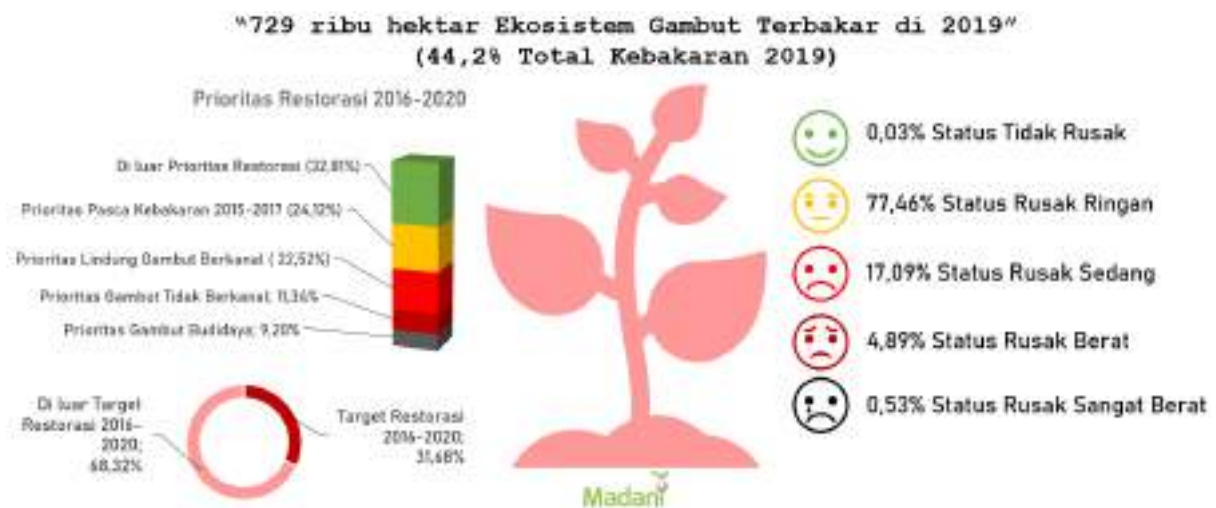 "729 ribu hektar Ekosistem Gambut Terbakar di 2019"
(44,2% Total Kebakaran 2019)
Prioritas Restorasi 2016-2020
Di luar Prioritas Restorasi (32,81%)
Prioritas Pasca Kebakaran 2015-2017 (24,12%)
Prioritas Lindung Gambut Berkanal ( 22,52%)
Prioritas Gambut Tidak Berkanal; 11,34%
Prioritas Gambut Budidaya; 9,20%
Di luar Target
Restorasi 2016-
2020;
68,32%
Target Restorasi
2016-2020;
31,68%
0,03% Status Tidak Rusak
77,46% Status Rusak Ringan
17,09% Status Rusak Sedang
4,89% Status Rusak Berat
0,53% Status Rusak Sangat Berat
Madani